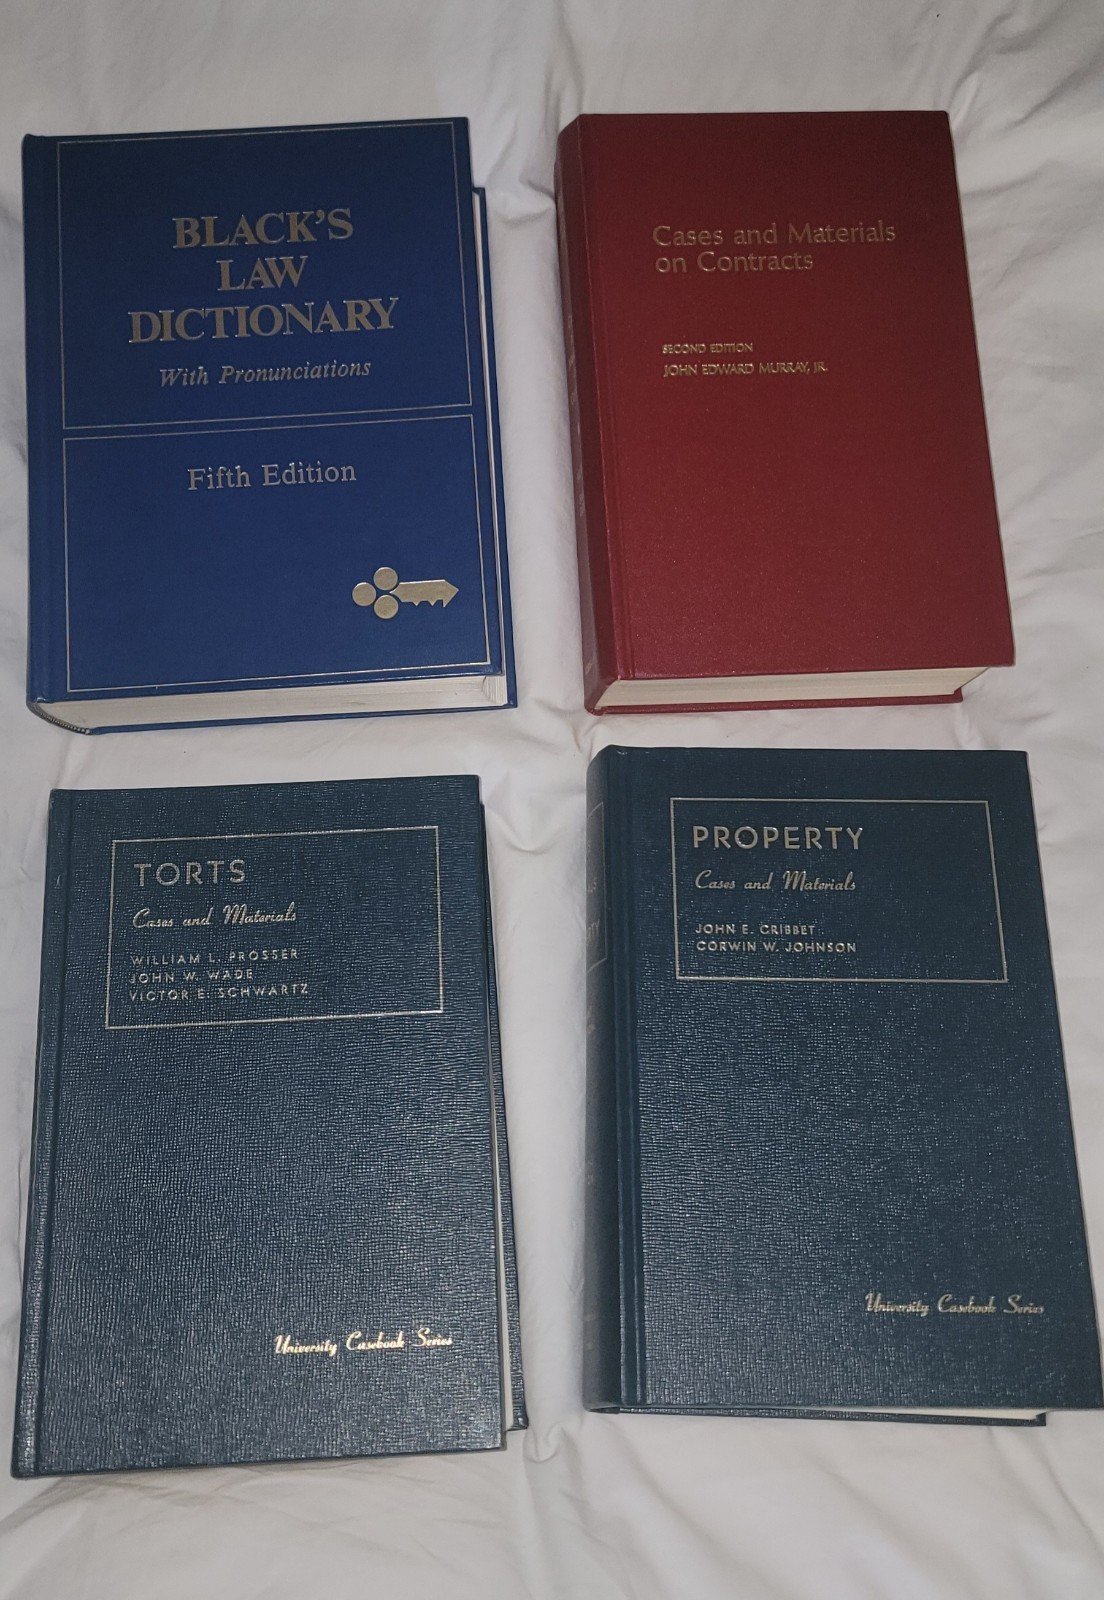 BLACK'S
LAW
DICTIONARY
With Pronunciations
Fifth Edition
Cases and Materials
on Contracts
SECOND EDITION
JOHN EDWARD MURRAY, JR.
TORTS
Cases and Materials
WILLIAM L. PROSSER
JOHN W. WADE
VICTOR E. SCHWARTZ
University Casebook Series
PROPERTY
Cases and Materials
JOHN E. CRIBBET
CORWIN W. JOHNSON
University Casebook Series